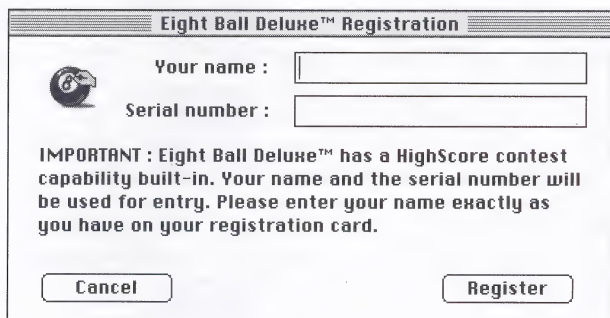 Eight Ball Deluxe™ Registration
Your name :
8
Serial number :
IMPORTANT : Eight Ball Deluxe™ has a HighScore contest
capability built-in. Your name and the serial number will
be used for entry. Please enter your name exactly as
you have on your registration card.
Cancel
Register